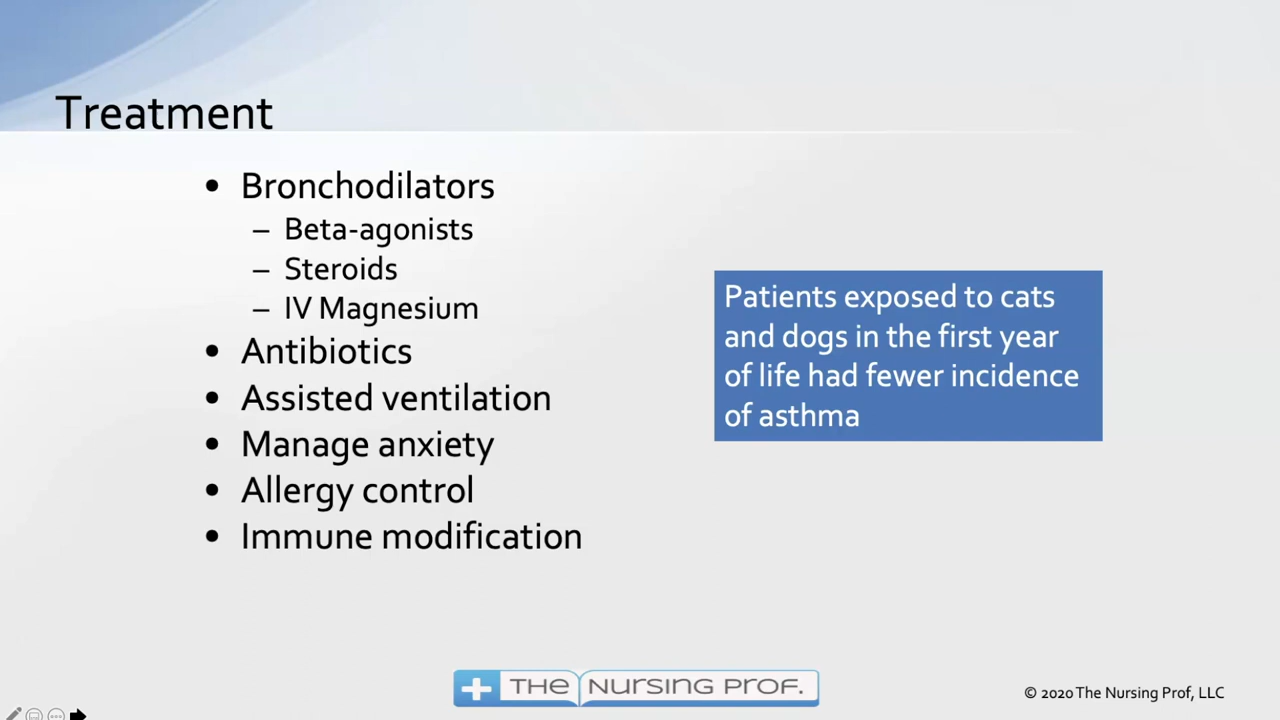 Treatment
• Bronchodilators
– Beta-agonists
– Steroids
– IV Magnesium
• Antibiotics
• Assisted ventilation
• Manage anxiety
• Allergy control
• Immune modification
Patients exposed to cats
and dogs in the first year
of life had fewer incidence
of asthma
THE NURSING PROF.
© 2020 The Nursing Prof, LLC